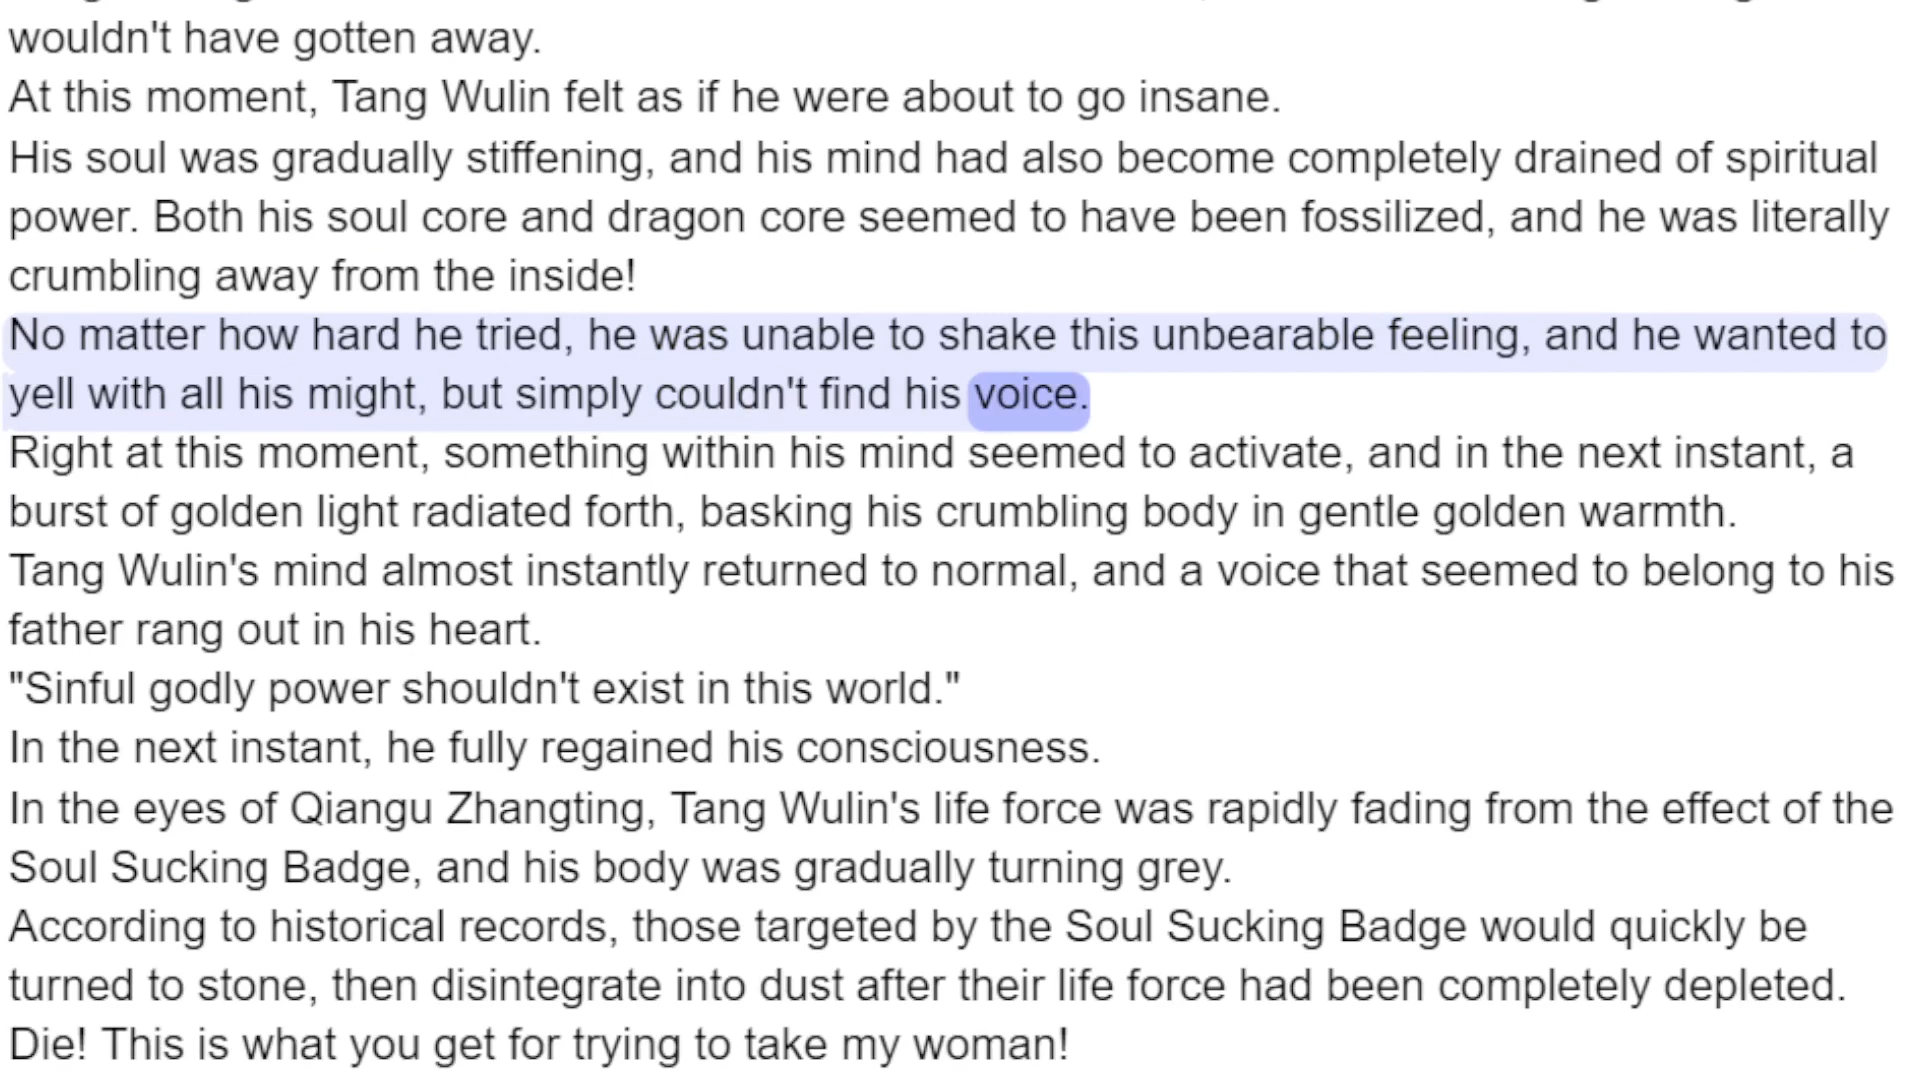 wouldn't have gotten away.
At this moment, Tang Wulin felt as if he were about to go insane.
His soul was gradually stiffening, and his mind had also become completely drained of spiritual
power. Both his soul core and dragon core seemed to have been fossilized, and he was literally
crumbling away from the inside!
No matter how hard he tried, he was unable to shake this unbearable feeling, and he wanted to
yell with all his might, but simply couldn't find his voice.
Right at this moment, something within his mind seemed to activate, and in the next instant, a
burst of golden light radiated forth, basking his crumbling body in gentle golden warmth.
Tang Wulin's mind almost instantly returned to normal, and a voice that seemed to belong to his
father rang out in his heart.
"Sinful godly power shouldn't exist in this world."
In the next instant, he fully regained his consciousness.
In the eyes of Qiangu Zhangting, Tang Wulin's life force was rapidly fading from the effect of the
Soul Sucking Badge, and his body was gradually turning grey.
According to historical records, those targeted by the Soul Sucking Badge would quickly be
turned to stone, then disintegrate into dust after their life force had been completely depleted.
Die! This is what you get for trying to take my woman!